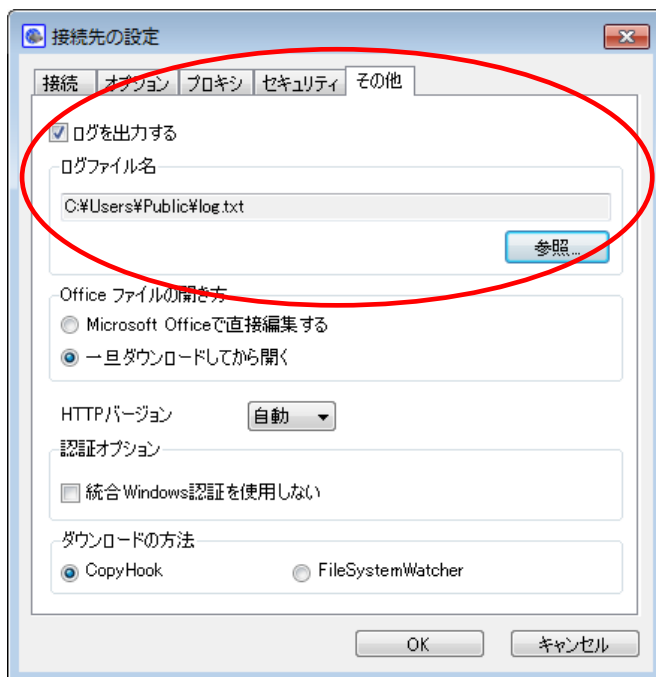 接続先の設定
接続 オプション プロキシ セキュリティ その他
ログを出力する
ログファイル名
C:¥Users¥Public¥log.txt
参照...
Office ファイルの開き方
Microsoft Officeで直接編集する
一旦ダウンロードしてから開く
HTTPバージョン 自動
認証オプション
統合Windows認証を使用しない
ダウンロードの方法
CopyHook FileSystemWatcher
OK キャンセル